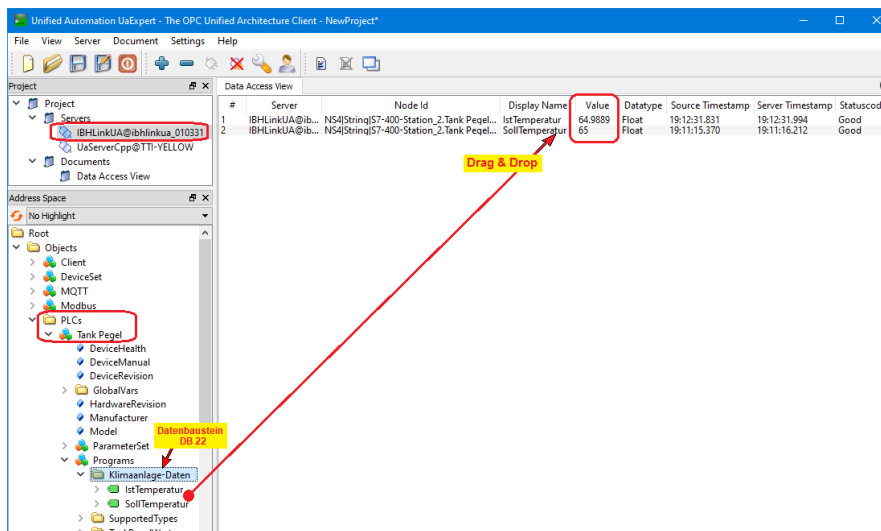 Unified Automation UaExpert - The OPC Unified Architecture Client - NewProject*
File View Server Document Settings Help
Project
Project
Servers
IBHLinkUA@ibhlinkua_010331
UaServerCpp@TTI-YELLOW
Documents
Data Access View
Data Access View
# Server Node Id Display Name Value Datatype Source Timestamp Server Timestamp Statuscod
1 IBHLinkUA@ib... NS4|String|S7-400-Station_2.Tank Pegel... IstTemperatur 64.9889 Float 19:12:31.831 19:12:31.994 Good
2 IBHLinkUA@ib... NS4|String|S7-400-Station_2.Tank Pegel... SollTemperatur 65 Float 19:11:15.370 19:11:16.212 Good
Drag & Drop
Address Space
No Highlight
Root
Objects
Client
DeviceSet
MQTT
Modbus
PLCs
Tank Pegel
DeviceHealth
DeviceManual
DeviceRevision
GlobalVars
HardwareRevision
Manufacturer
Model
Datenbaustein
DB 22
ParameterSet
Programs
Klimaanlage-Daten
IstTemperatur
SollTemperatur
SupportedTypes